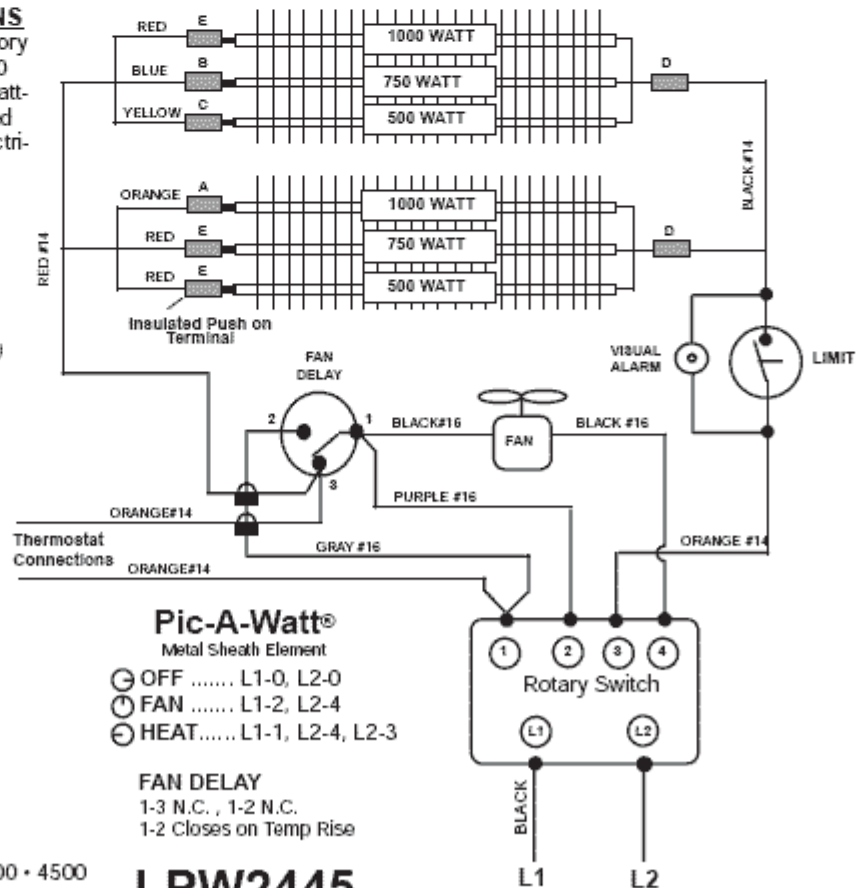 NS
ory
0
att-
d
ctri-
RED
E
1000 WATT
BLUE
B
750 WATT
D
YELLOW
C
500 WATT
BLACK#14
ORANGE
A
1000 WATT
RED
E
750 WATT
D
RED
E
500 WATT
RED #14
Insulated Push on
Terminal
FAN
DELAY
VISUAL
ALARM
LIMIT
2
1
3
BLACK#16
FAN
BLACK #16
PURPLE #16
ORANGE#14
Thermostat
Connections
GRAY #16
ORANGE #14
ORANGE#14
Pic-A-Watt®
Metal Sheath Element
OFF ....... L1-0, L2-0
FAN ....... L1-2, L2-4
HEAT...... L1-1, L2-4, L2-3
1
2
3
4
Rotary Switch
L1
L2
FAN DELAY
1-3 N.C. , 1-2 N.C.
1-2 Closes on Temp Rise
BLACK
00 • 4500
LPW2445
L1
L2